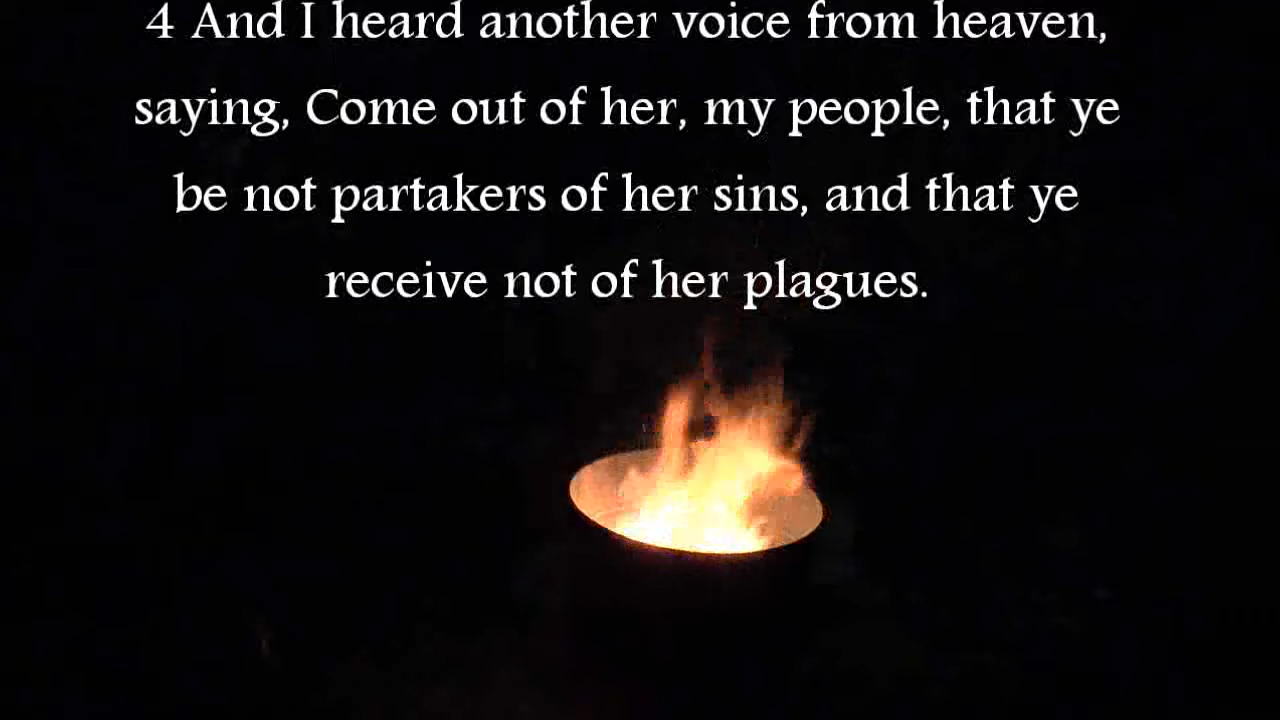 4 And I heard another voice from heaven,
saying, Come out of her, my people, that ye
be not partakers of her sins, and that ye
receive not of her plagues.